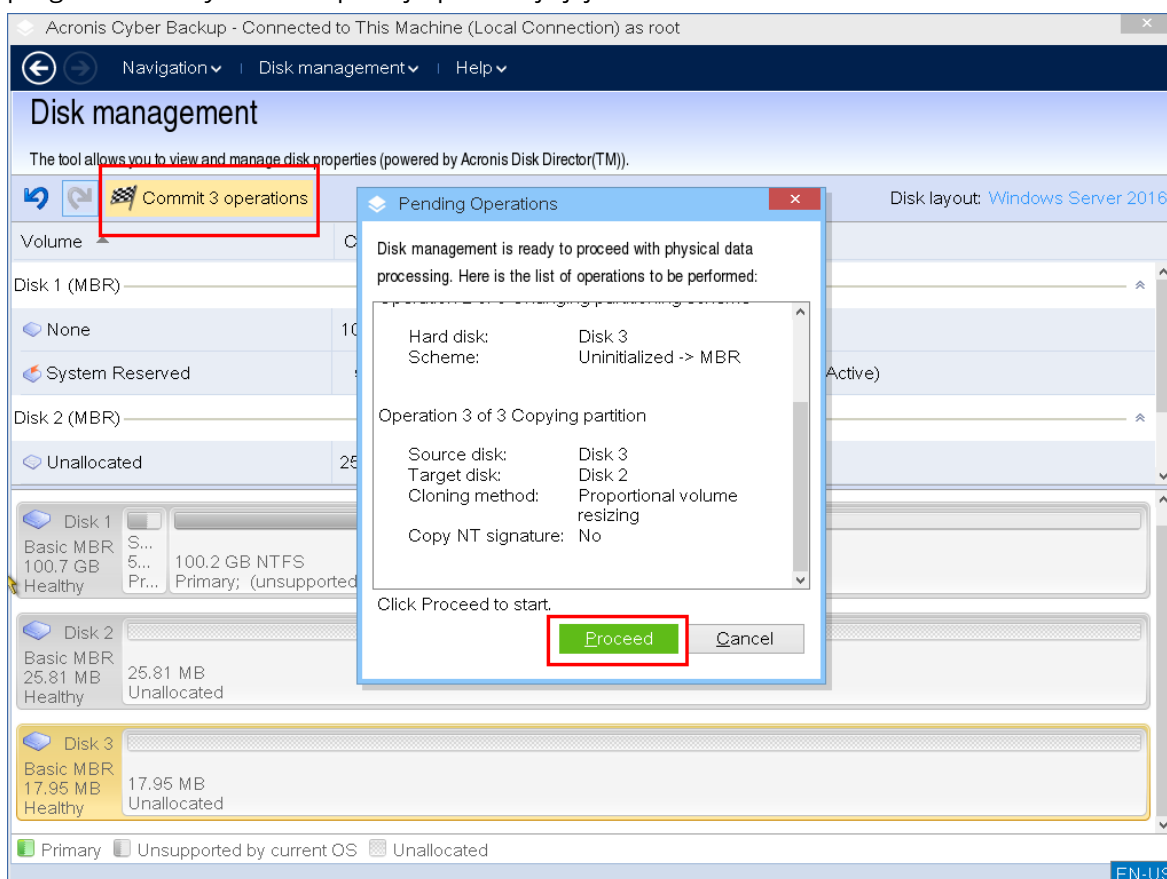 Acronis Cyber Backup - Connected to This Machine (Local Connection) as root
Navigation Disk management Help
Disk management
The tool allows you to view and manage disk properties (powered by Acronis Disk Director(TM)).
Commit 3 operations
Disk layout: Windows Server 2016
Volume C
Disk 1 (MBR)
None 10
System Reserved Active)
Disk 2 (MBR)
Unallocated 25
Pending Operations
Disk management is ready to proceed with physical data
processing. Here is the list of operations to be performed:
Hard disk: Disk 3
Scheme: Uninitialized -> MBR
Operation 3 of 3 Copying partition
Source disk: Disk 3
Target disk: Disk 2
Cloning method: Proportional volume
resizing
Copy NT signature: No
Click Proceed to start.
Proceed Cancel
Disk 1
Basic MBR
100.7 GB
Healthy
S...
5...
Pr...
100.2 GB NTFS
Primary; (unsupported
Disk 2
Basic MBR
25.81 MB
Healthy
25.81 MB
Unallocated
Disk 3
Basic MBR
17.95 MB
Healthy
17.95 MB
Unallocated
Primary Unsupported by current OS Unallocated
EN-US